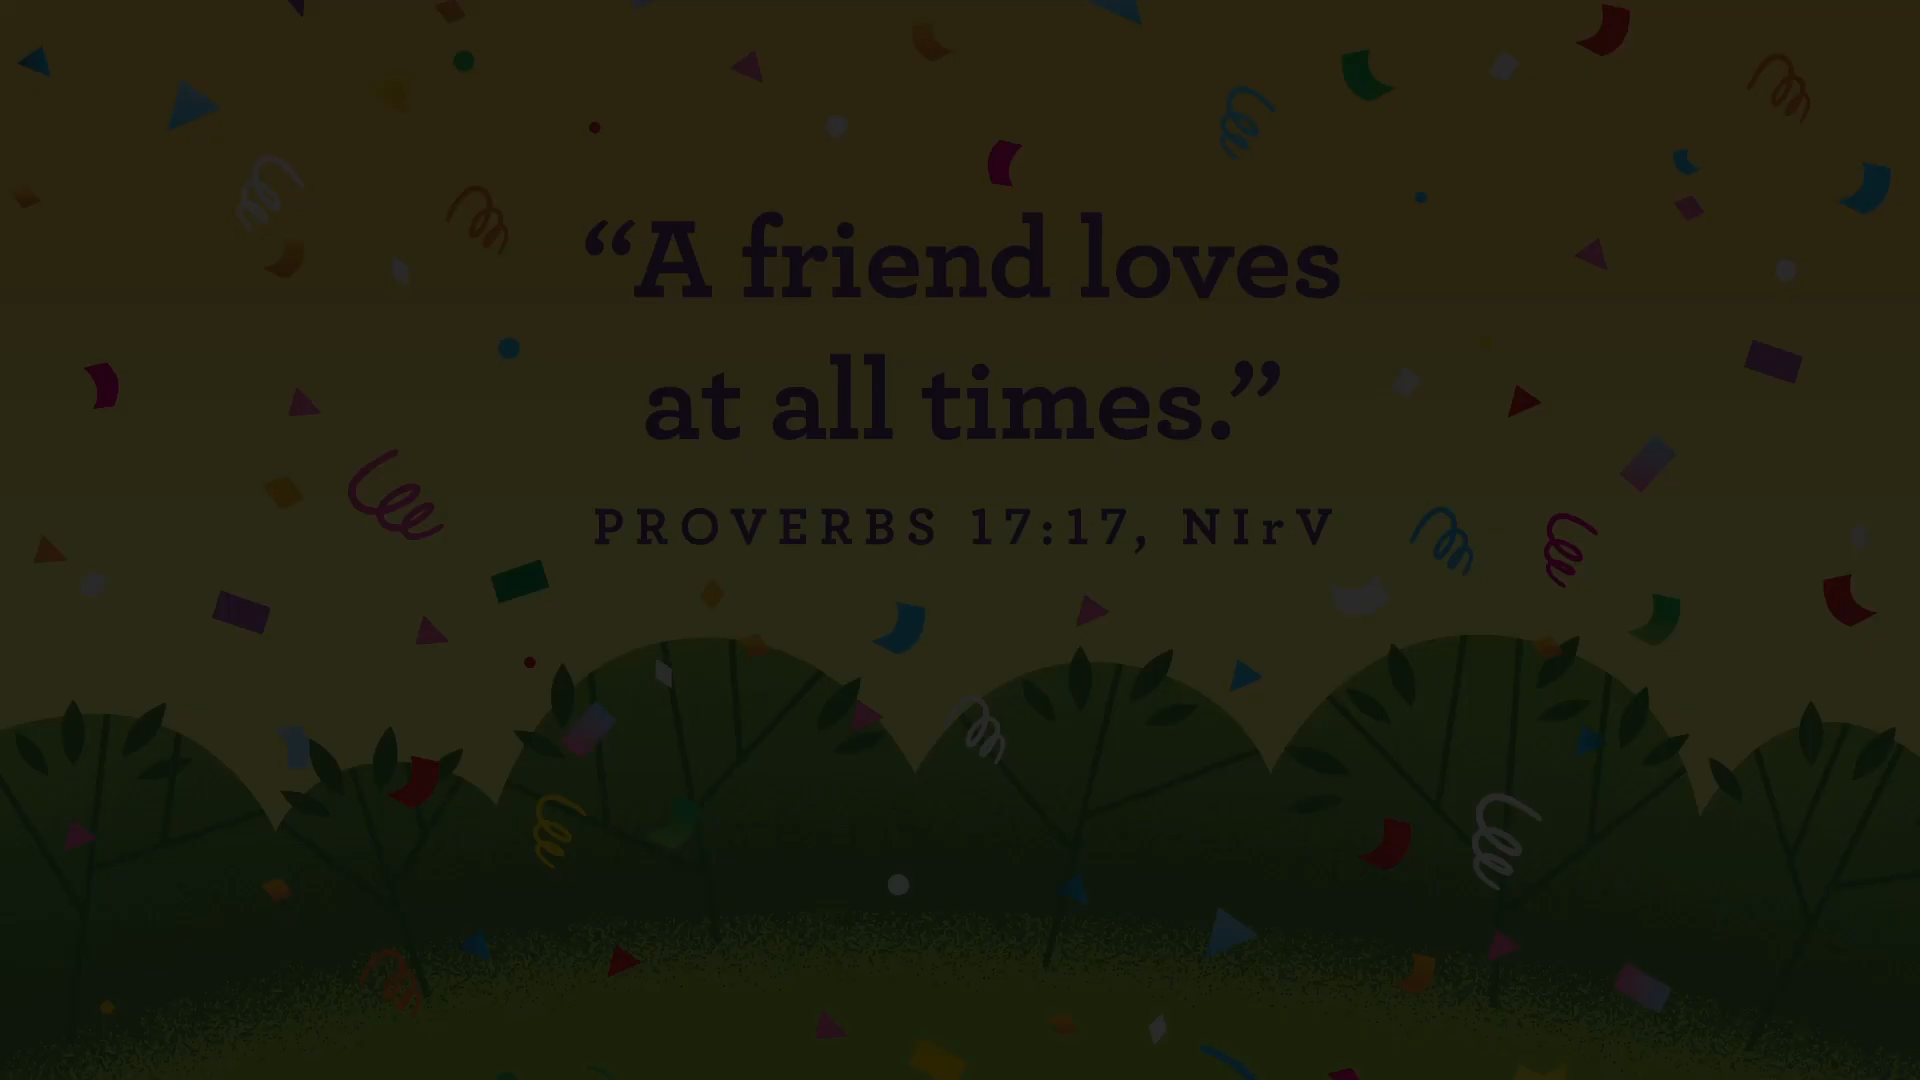 “A friend loves
at all times.”
PROVERBS 17:17, NIrV